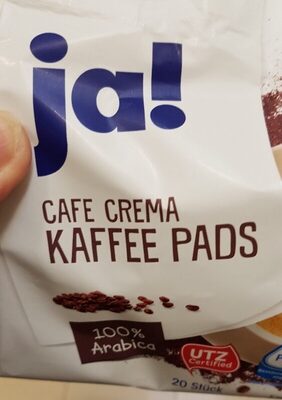 ja!
CAFE CREMA
KAFFEE PADS
100%
Arabica
UTZ
Certified
20 Stück